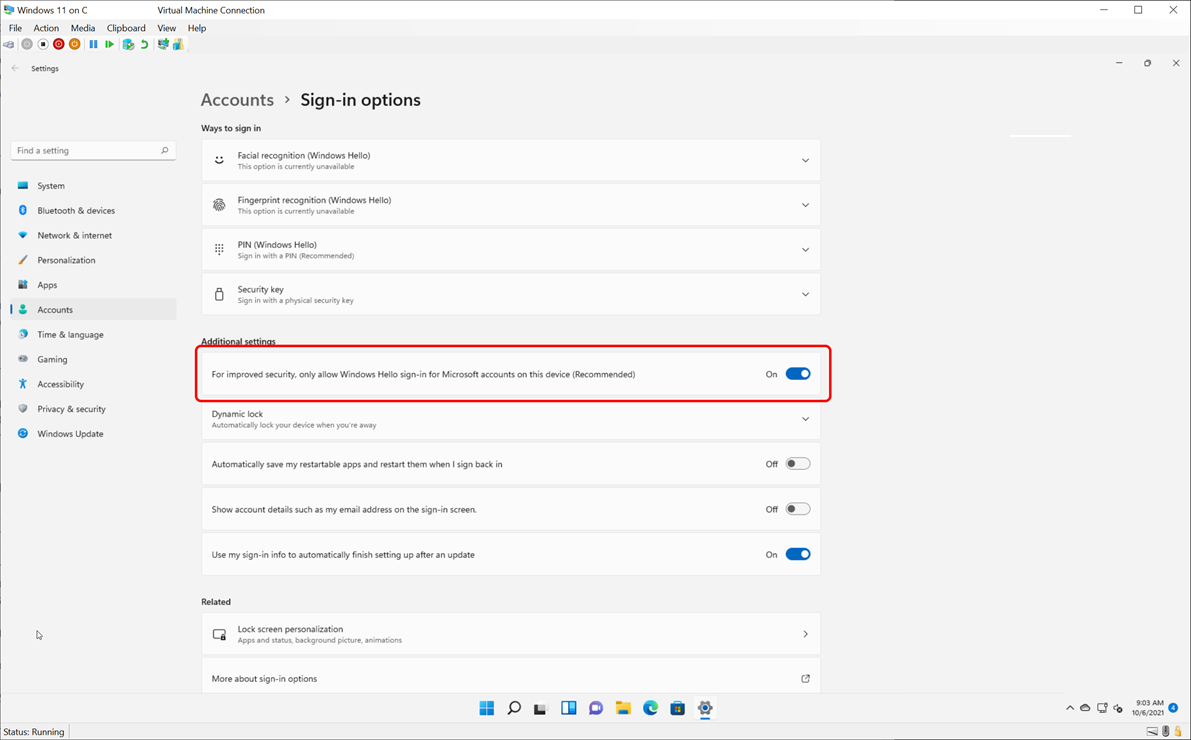 Windows 11 on C
Virtual Machine Connection
File Action Media Clipboard View Help
Settings
Accounts > Sign-in options
Find a setting
System
Bluetooth & devices
Network & internet
Personalization
Apps
Accounts
Time & language
Gaming
Accessibility
Privacy & security
Windows Update
Ways to sign in
Facial recognition (Windows Hello)
This option is currently unavailable
Fingerprint recognition (Windows Hello)
This option is currently unavailable
PIN (Windows Hello)
Sign in with a PIN (Recommended)
Security key
Sign in with a physical security key
Additional settings
For improved security, only allow Windows Hello sign-in for Microsoft accounts on this device (Recommended) On
Dynamic lock
Automatically lock your device when you're away
Automatically save my restartable apps and restart them when I sign back in Off
Show account details such as my email address on the sign-in screen. Off
Use my sign-in info to automatically finish setting up after an update On
Related
Lock screen personalization
Apps and status, background picture, animations
More about sign-in options
9:03 AM
10/6/2021
4
Status: Running